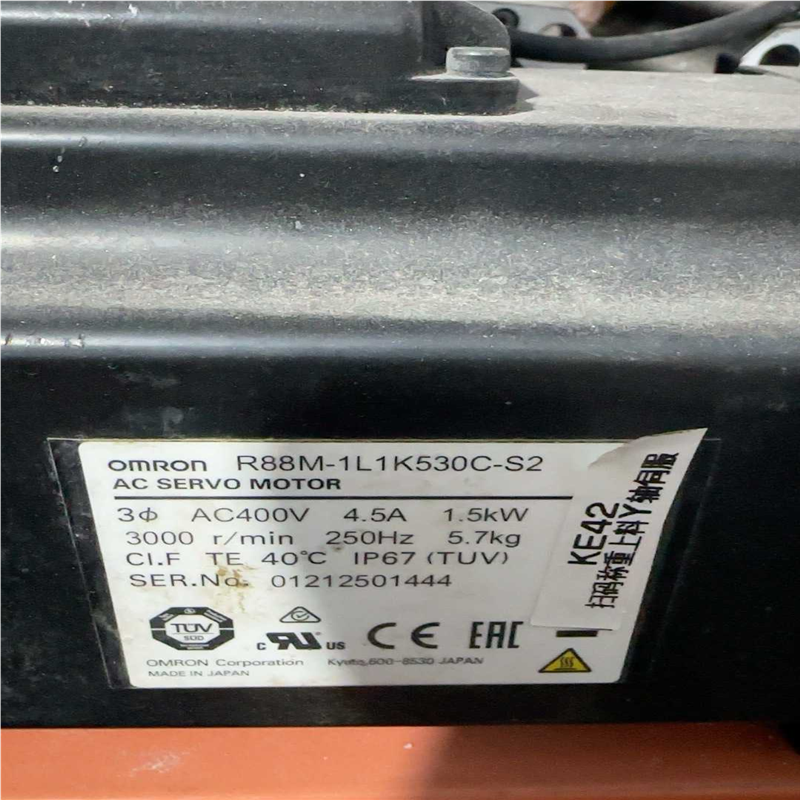 OMRON R88M-1L1K530C-S2
AC SERVO MOTOR
3ϕ AC400V 4.5A 1.5kW
3000 r/min 250Hz 5.7kg
CI.F TE 40℃ IP67 (TUV)
SER.No. 01212501444
TÜV
SÜD
c RU us CE EAC
OMRON Corporation Kyoto,600-8530 JAPAN
MADE IN JAPAN
KE42
扫码称重上料Y轴伺服